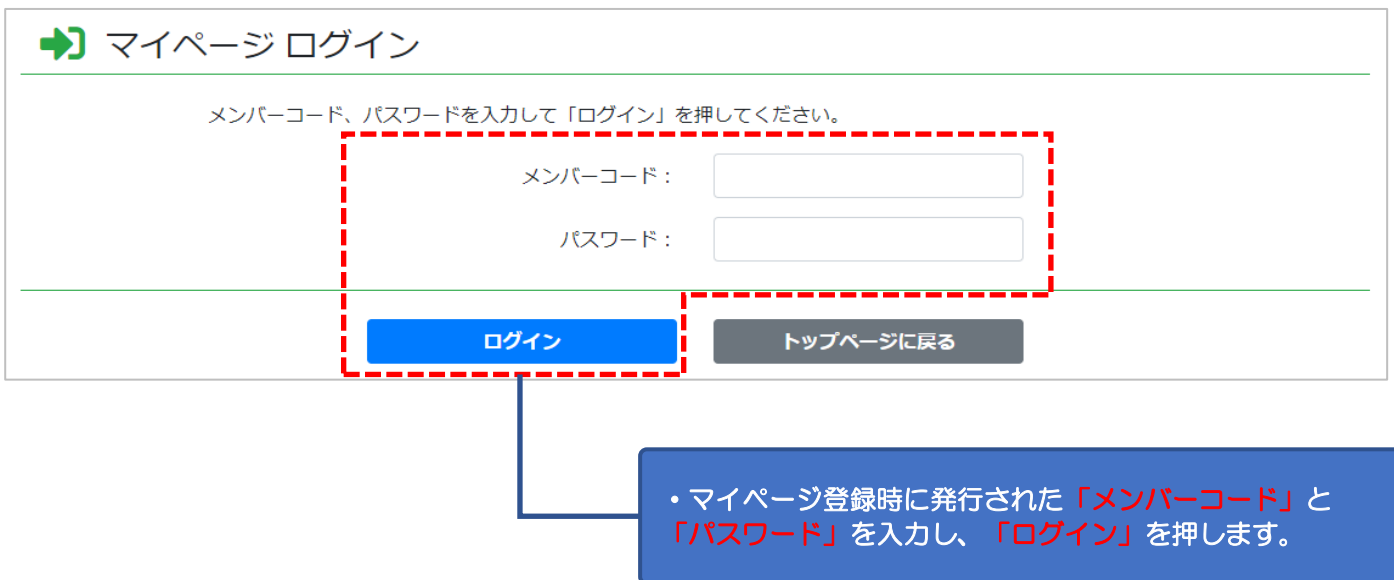 マイページ ログイン
メンバーコード、パスワードを入力して「ログイン」を押してください。
メンバーコード：
パスワード：
ログイン
トップページに戻る
・マイページ登録時に発行された「メンバーコード」と
「パスワード」を入力し、「ログイン」を押します。